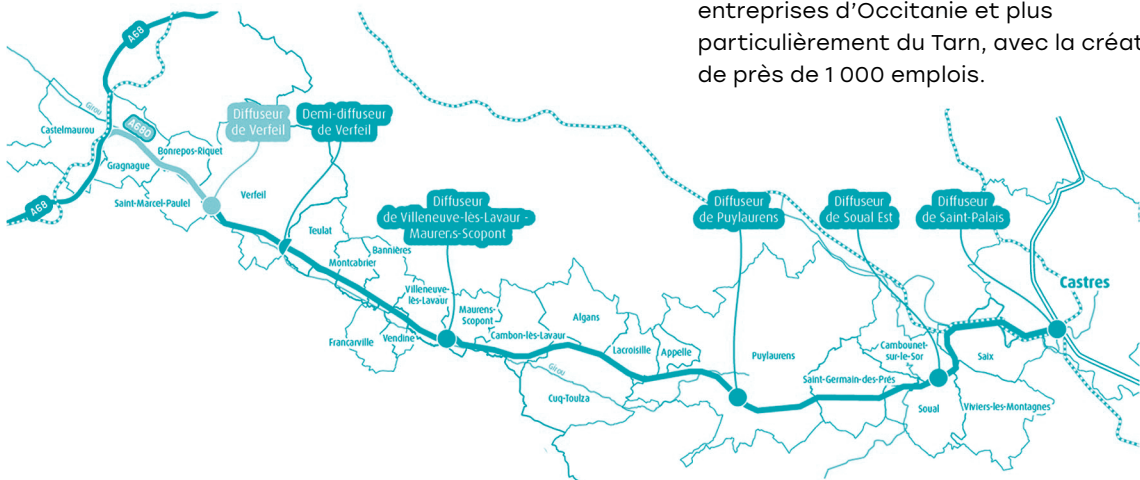 entreprises d'Occitanie et plus
particulièrement du Tarn, avec la créat
de près de 1 000 emplois.
A68
Girou
Castelmaurou
A680
Bonrepos-Riquet
Gragnague
Saint-Marcel-Paulel
A68
Diffuseur
de Verfeil
Demi-diffuseur
de Verfeil
Verfeil
Teulat
Bannières
Montcabrier
Villeneuve-
lès-Lavaur
Francarville
Vendine
Diffuseur
de Villeneuve-lès-Lavaur -
Maurens-Scopont
Maurens-
Scopont
Cambon-lès-Lavaur
Algans
Lacroisille
Appelle
Girou
Cuq-Toulza
Diffuseur
de Puylaurens
Puylaurens
Diffuseur
de Soual Est
Diffuseur
de Saint-Palais
Castres
Cambounet-
sur-le-Sor
Saix
Saint-Germain-des-Prés
Soual
Viviers-les-Montagnes